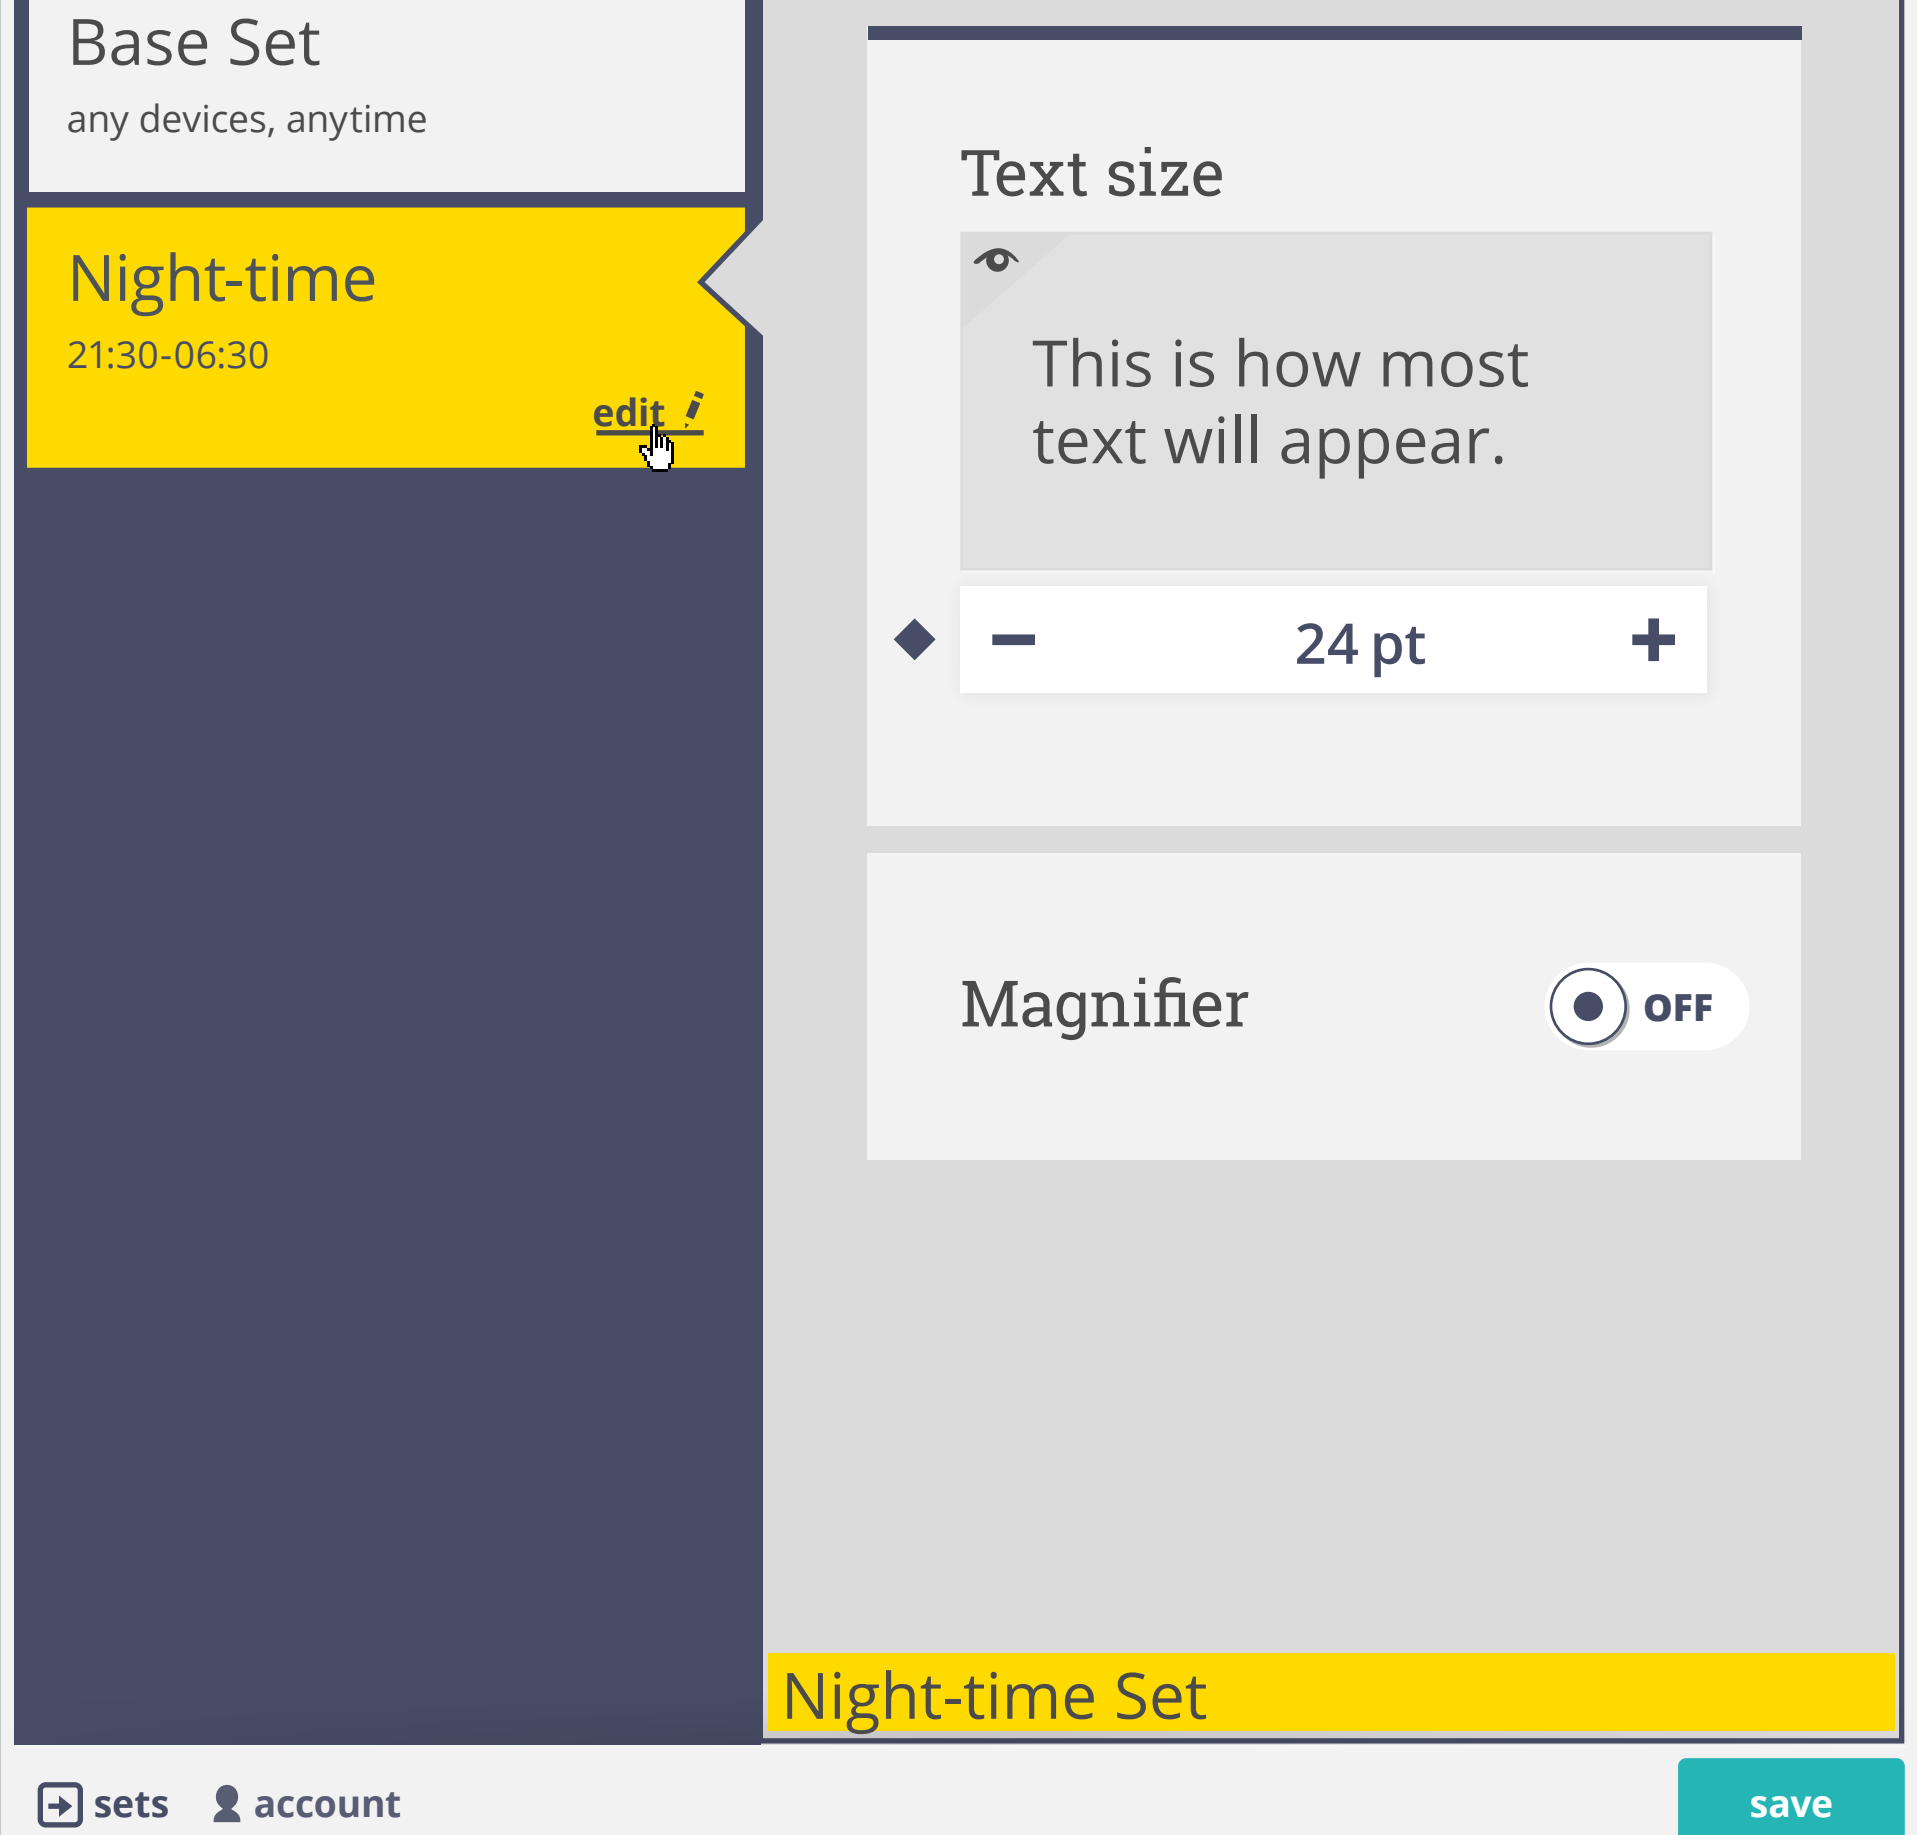 Base Set
any devices, anytime
Night-time
21:30-06:30
edit
Text size
This is how most
text will appear.
24 pt
Magnifier
OFF
Night-time Set
sets
account
save